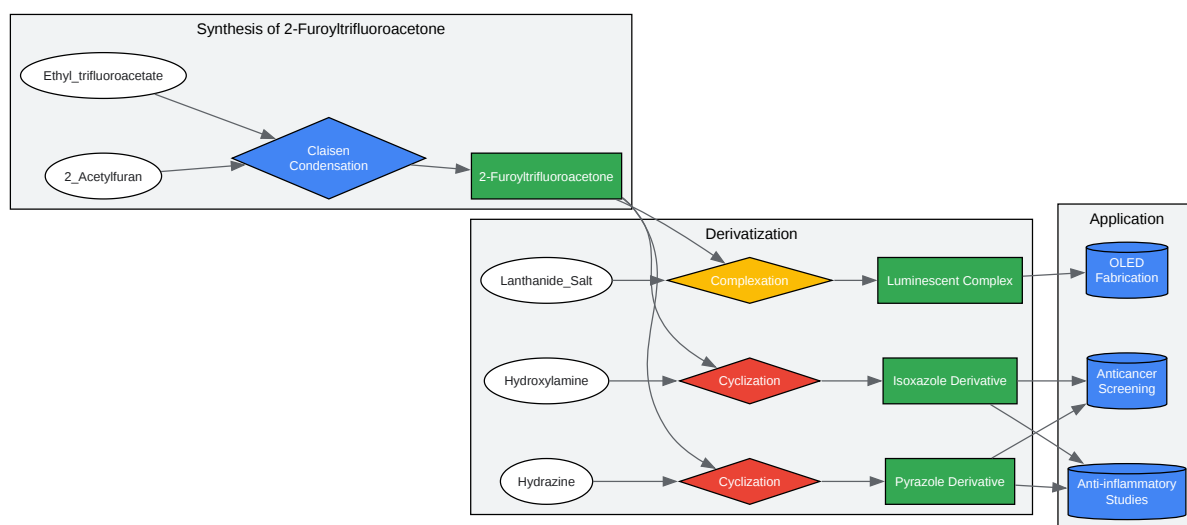 Synthesis of 2-Furoyltrifluoroacetone
Ethyl_trifluoroacetate
2_Acetylfuran
Claisen
Condensation
2-Furoyltrifluoroacetone
Derivatization
Lanthanide_Salt
Complexation
Luminescent Complex
Hydroxylamine
Cyclization
Isoxazole Derivative
Hydrazine
Cyclization
Pyrazole Derivative
Application
OLED
Fabrication
Anticancer
Screening
Anti-inflammatory
Studies